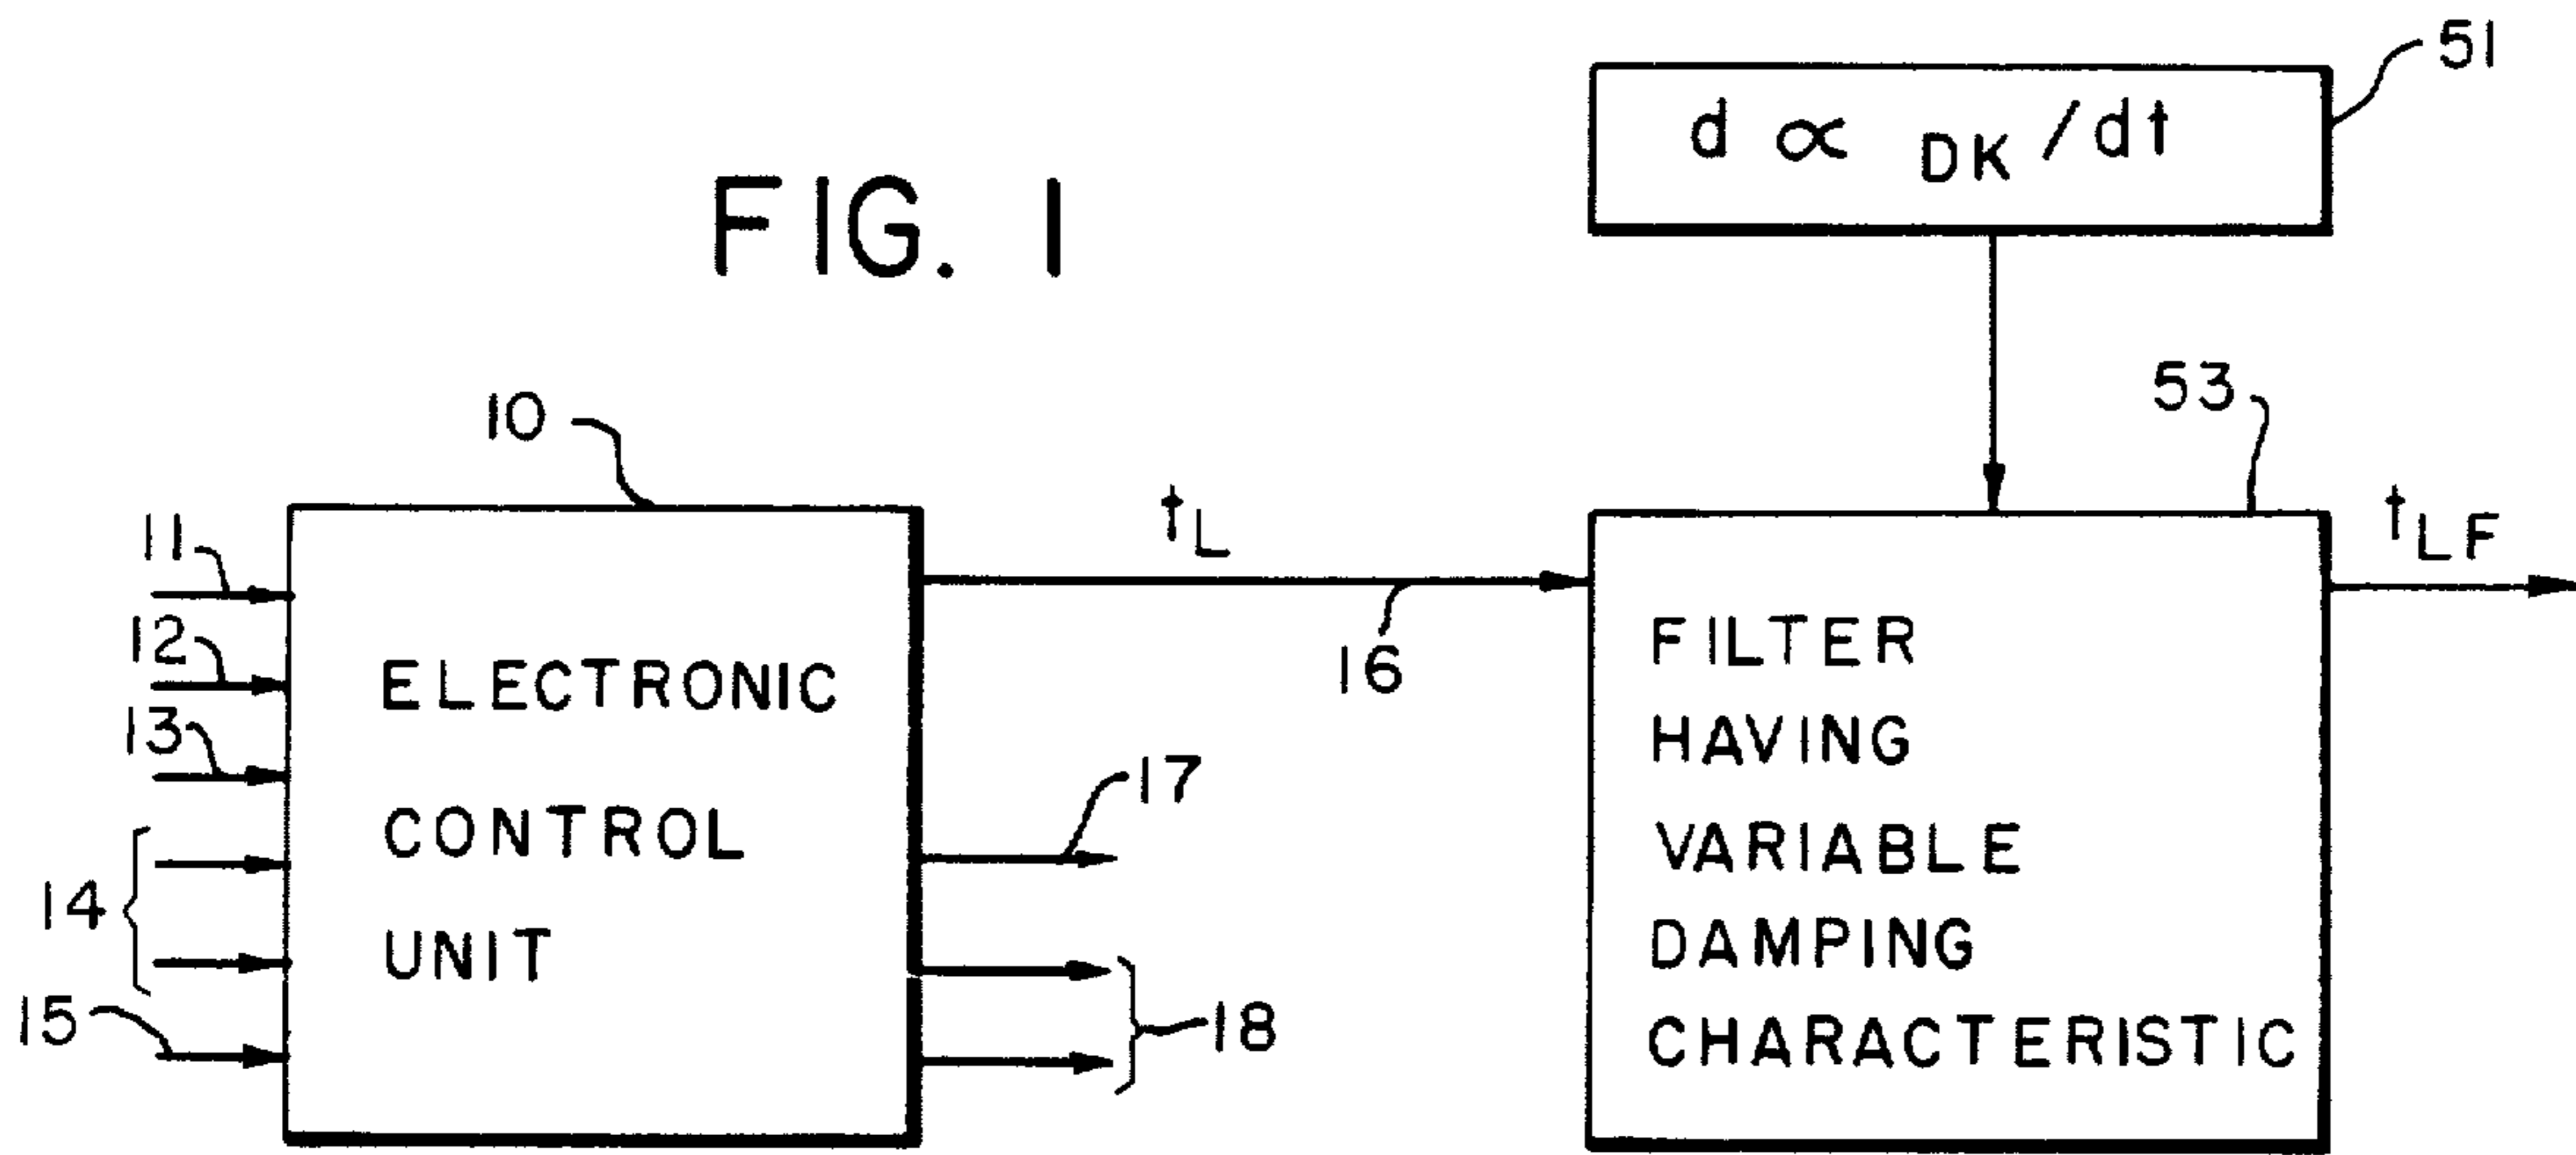 51
d ∝ DK /dt
FIG. 1
53
10
tL
tLF
11
12
13
14
15
ELECTRONIC
CONTROL
UNIT
16
17
18
FILTER
HAVING
VARIABLE
DAMPING
CHARACTERISTIC